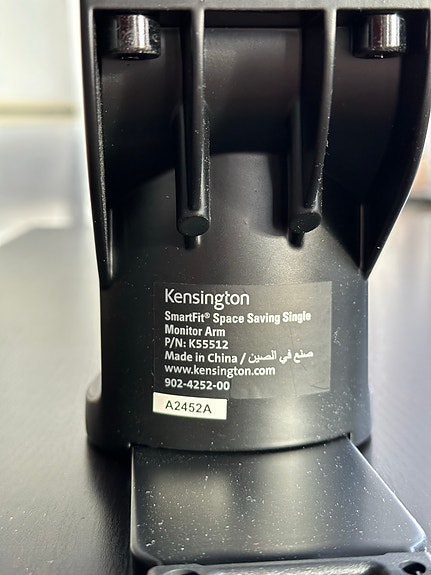 Kensington
SmartFit® Space Saving Single
Monitor Arm
P/N: K55512
Made in China / صنع في الصين
www.kensington.com
902-4252-00
A2452A